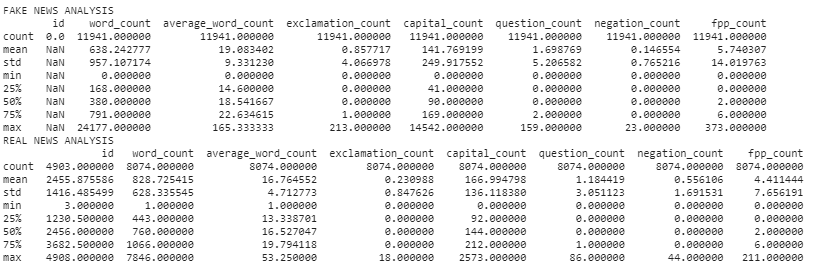 FAKE NEWS ANALYSIS
id word_count average_word_count exclamation_count capital_count question_count negation_count fpp_count
count 0.0 11941.000000 11941.000000 11941.000000 11941.000000 11941.000000 11941.000000 11941.000000
mean NaN 638.242777 19.083402 0.857717 141.769199 1.698769 0.146554 5.740307
std NaN 957.107174 9.331230 4.066978 249.917552 5.206582 0.765216 14.019763
min NaN 0.000000 0.000000 0.000000 0.000000 0.000000 0.000000 0.000000
25% NaN 168.000000 14.600000 0.000000 41.000000 0.000000 0.000000 0.000000
50% NaN 380.000000 18.541667 0.000000 90.000000 0.000000 0.000000 2.000000
75% NaN 791.000000 22.634615 1.000000 169.000000 2.000000 0.000000 6.000000
max NaN 24177.000000 165.333333 213.000000 14542.000000 159.000000 23.000000 373.000000
REAL NEWS ANALYSIS
id word_count average_word_count exclamation_count capital_count question_count negation_count fpp_count
count 4903.000000 8074.000000 8074.000000 8074.000000 8074.000000 8074.000000 8074.000000 8074.000000
mean 2455.875586 828.725415 16.764552 0.230988 166.994798 1.184419 0.556106 4.411444
std 1416.485499 628.335545 4.712773 0.847626 136.118380 3.051123 1.691531 7.656191
min 3.000000 1.000000 1.000000 0.000000 0.000000 0.000000 0.000000 0.000000
25% 1230.500000 443.000000 13.338701 0.000000 92.000000 0.000000 0.000000 0.000000
50% 2456.000000 760.000000 16.527047 0.000000 144.000000 0.000000 0.000000 2.000000
75% 3682.500000 1066.000000 19.794118 0.000000 212.000000 1.000000 0.000000 6.000000
max 4908.000000 7846.000000 53.250000 18.000000 2573.000000 86.000000 44.000000 211.000000